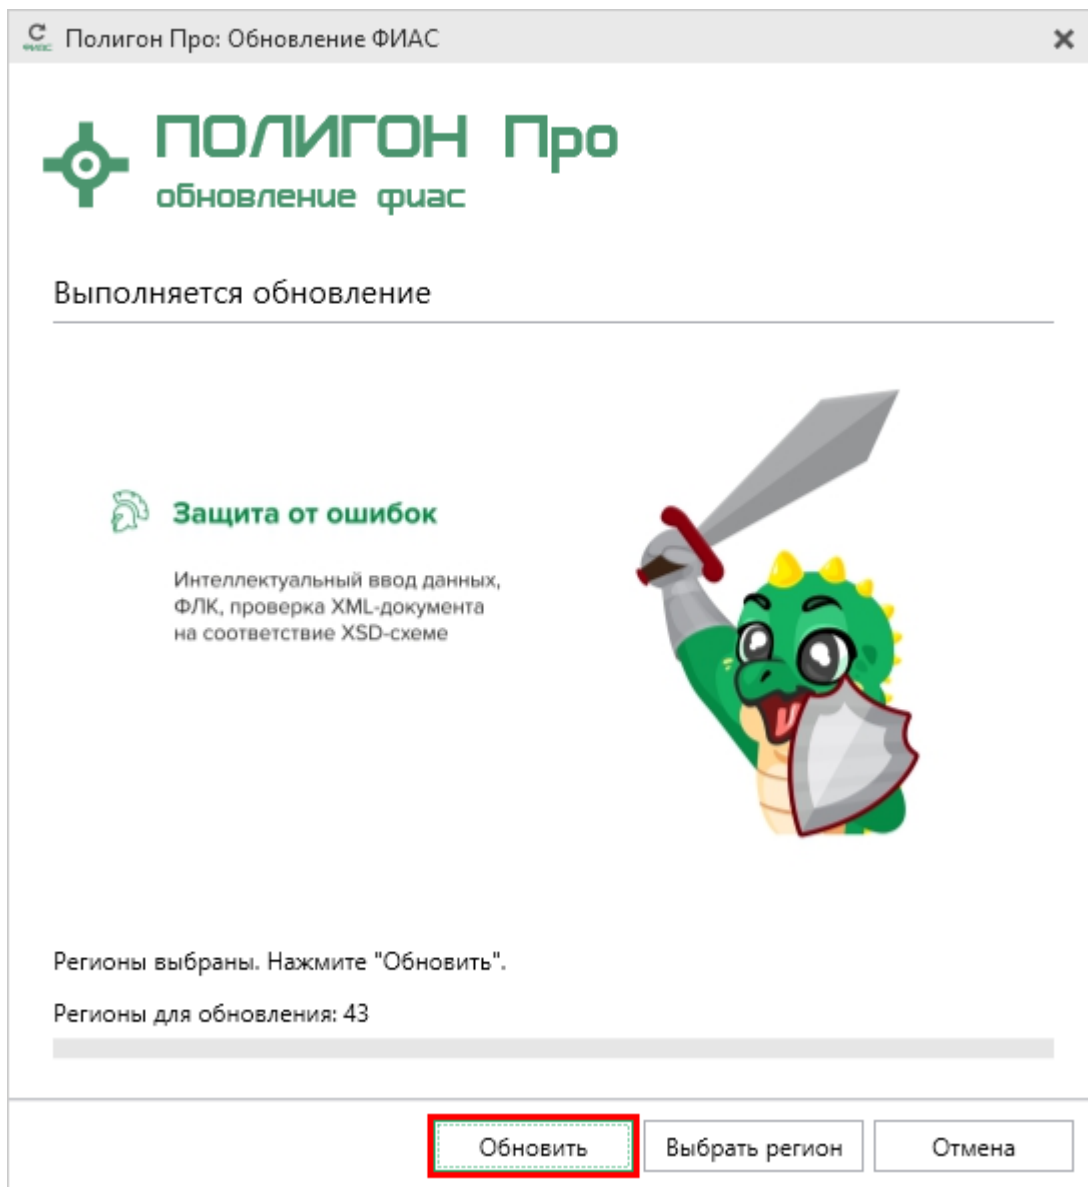 ФИАС
Полигон Про: Обновление ФИАС
ПОЛИГОН Про
обновление фиас
Выполняется обновление
Защита от ошибок
Интеллектуальный ввод данных,
ФЛК, проверка XML-документа
на соответствие XSD-схеме
Регионы выбраны. Нажмите "Обновить".
Регионы для обновления: 43
Обновить
Выбрать регион
Отмена